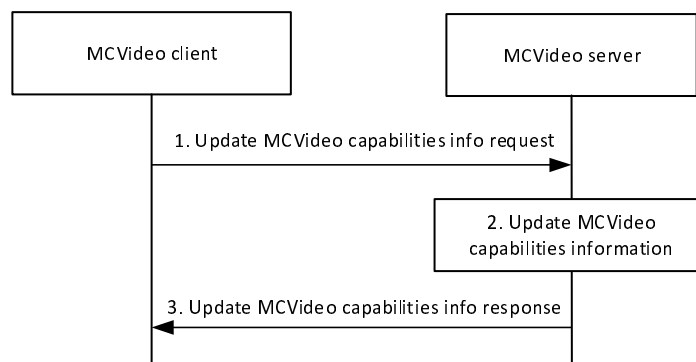 MCVideo client
MCVideo server
1. Update MCVideo capabilities info request
2. Update MCVideo
capabilities information
3. Update MCVideo capabilities info response